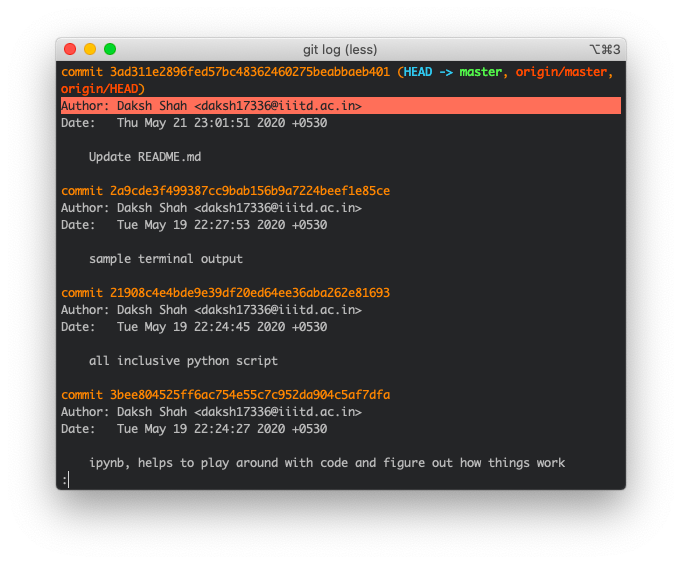 git log (less)
⌥⌘3
commit 3ad311e2896fed57bc48362460275beabbaeb401 (HEAD -> master, origin/master,
origin/HEAD)
Author: Daksh Shah <daksh17336@iiitd.ac.in>
Date:   Thu May 21 23:01:51 2020 +0530

    Update README.md

commit 2a9cde3f499387cc9bab156b9a7224beef1e85ce
Author: Daksh Shah <daksh17336@iiitd.ac.in>
Date:   Tue May 19 22:27:53 2020 +0530

    sample terminal output

commit 21908c4e4bde9e39df20ed64ee36aba262e81693
Author: Daksh Shah <daksh17336@iiitd.ac.in>
Date:   Tue May 19 22:24:45 2020 +0530

    all inclusive python script

commit 3bee804525ff6ac754e55c7c952da904c5af7dfa
Author: Daksh Shah <daksh17336@iiitd.ac.in>
Date:   Tue May 19 22:24:27 2020 +0530

    ipynb, helps to play around with code and figure out how things work
: